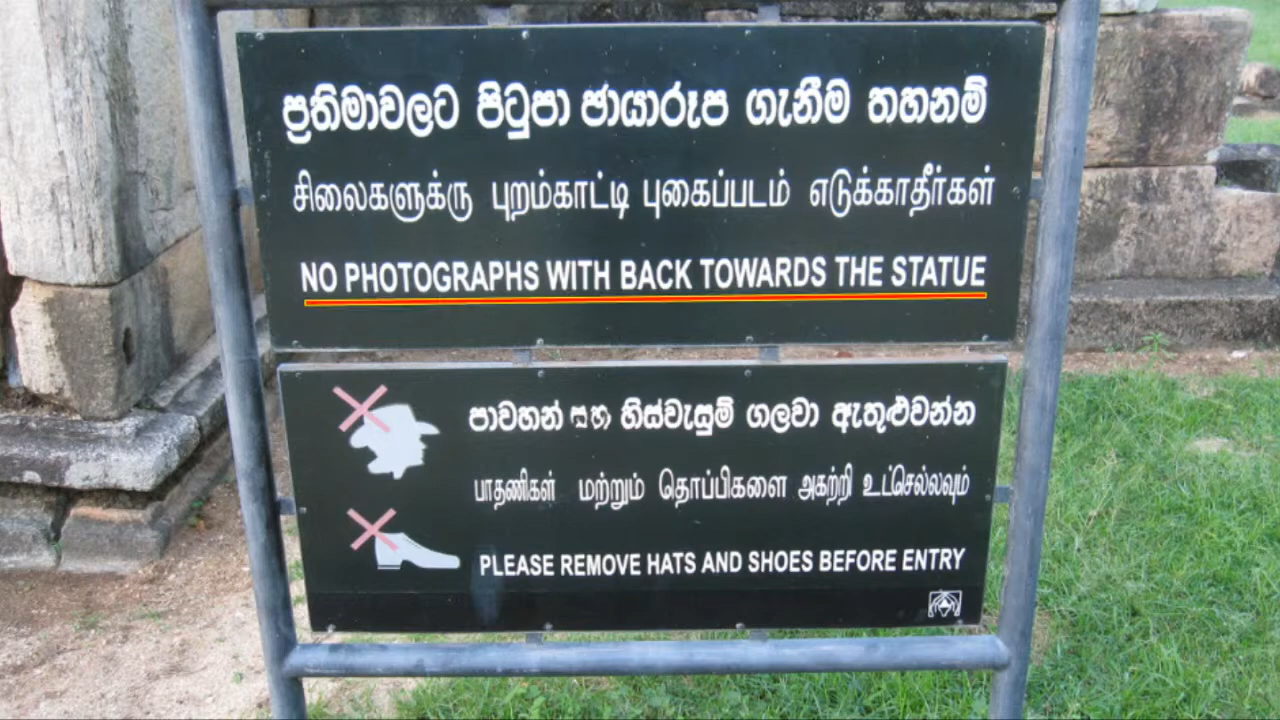 ප්‍රතිමාවලට පිටුපා ඡායාරූප ගැනීම තහනම්
சிலைகளுக்கு புறம்காட்டி புகைப்படம் எடுக்காதீர்கள்
NO PHOTOGRAPHS WITH BACK TOWARDS THE STATUE
පාවහන් සහ හිස්වැසුම් ගලවා ඇතුළුවන්න
பாதணிகள் மற்றும் தொப்பிகளை அகற்றி உட்செல்லவும்
PLEASE REMOVE HATS AND SHOES BEFORE ENTRY